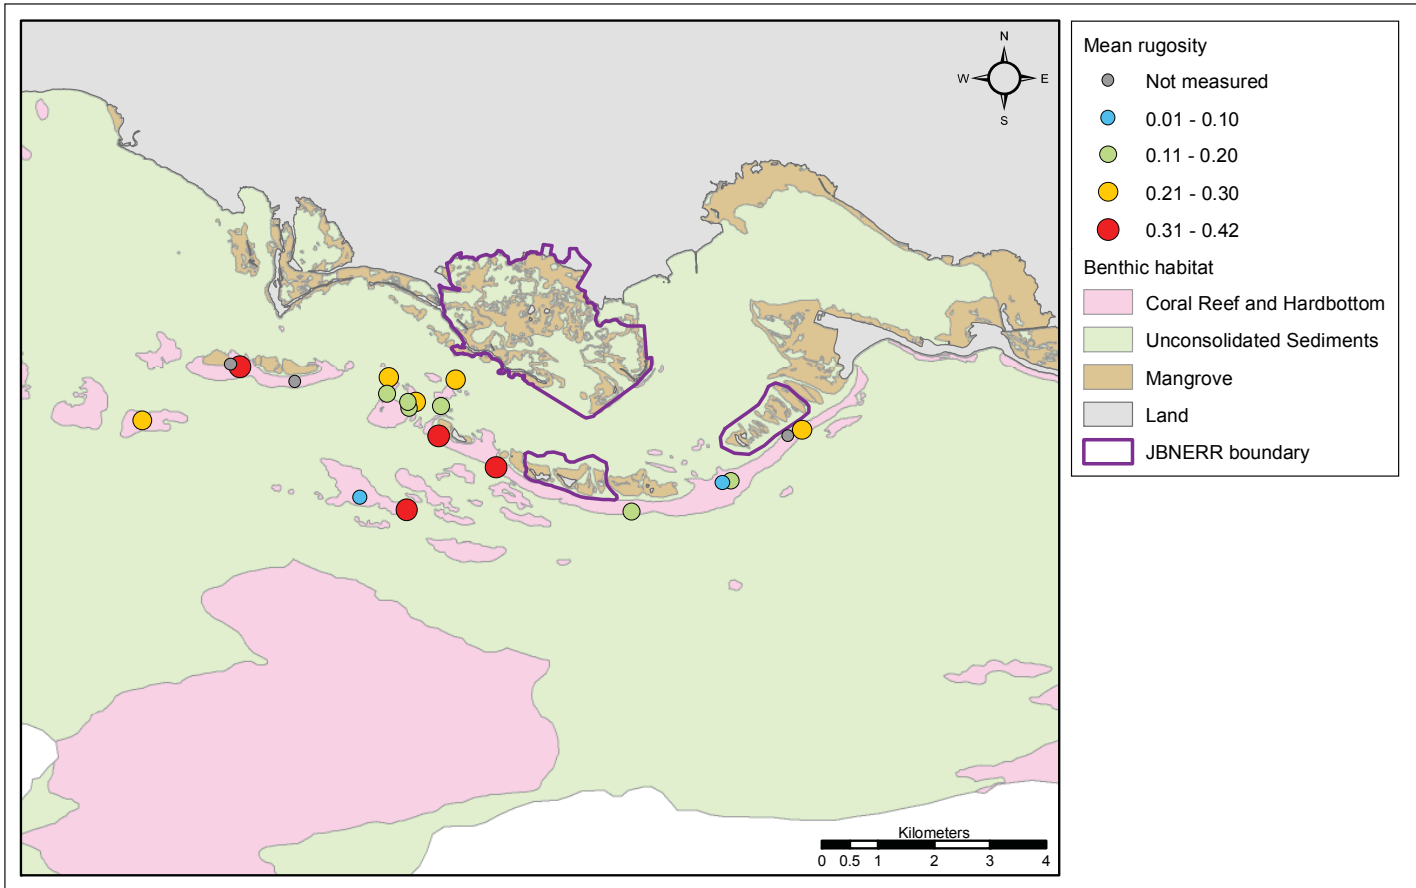 N
W E
S
Kilometers
0 0.5 1 2 3 4
Mean rugosity
Not measured
0.01 - 0.10
0.11 - 0.20
0.21 - 0.30
0.31 - 0.42
Benthic habitat
Coral Reef and Hardbottom
Unconsolidated Sediments
Mangrove
Land
JBNERR boundary